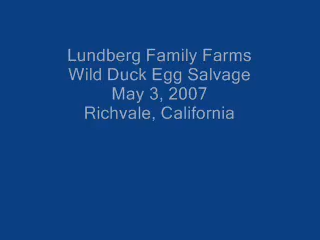 Lundberg Family Farms
Wild Duck Egg Salvage
May 3, 2007
Richvale, California